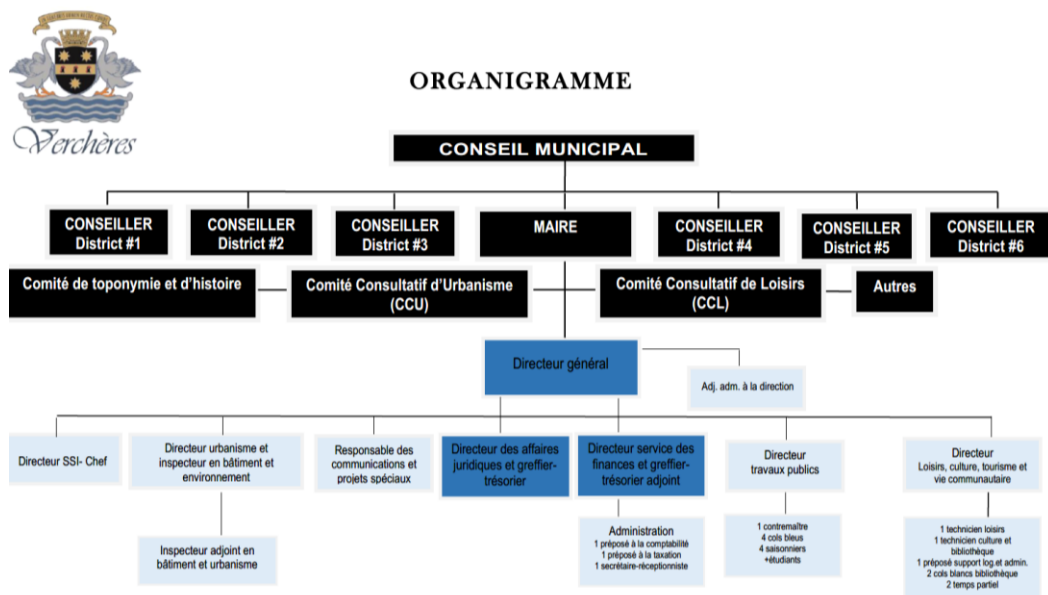 Verchères
ORGANIGRAMME
CONSEIL MUNICIPAL
CONSEILLER
District #1
CONSEILLER
District #2
CONSEILLER
District #3
MAIRE
CONSEILLER
District #4
CONSEILLER
District #5
CONSEILLER
District #6
Comité de toponymie et d'histoire
Comité Consultatif d'Urbanisme
(CCU)
Comité Consultatif de Loisirs
(CCL)
Autres
Directeur général
Adj. adm. à la direction
Directeur SSI- Chef
Directeur urbanisme et
inspecteur en bâtiment et
environnement
Responsable des
communications et
projets spéciaux
Directeur des affaires
juridiques et greffier-
trésorier
Directeur service des
finances et greffier-
trésorier adjoint
Directeur
travaux publics
Directeur
Loisirs, culture, tourisme et
vie communautaire
Inspecteur adjoint en
bâtiment et urbanisme
Administration
1 préposé à la comptabilité
1 préposé à la taxation
1 secrétaire-réceptionniste
1 contremaître
4 cols bleus
4 saisonniers
+étudiants
1 technicien loisirs
1 technicien culture et
bibliothèque
1 préposé support log.et admin.
2 cols blancs bibliothèque
2 temps partiel